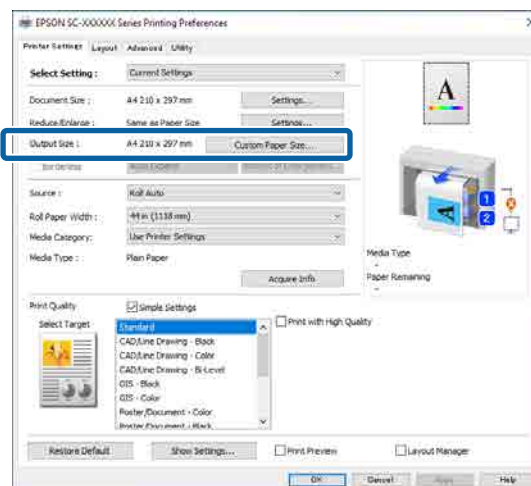 EPSON SC-XXXXXX Series Printing Preferences
Printer Settings Layout Advanced Utility
Select Setting : Current Settings
Document Size : A4 210 x 297 mm Settings...
Reduce/Enlarge : Same as Paper Size Settings...
Output Size : A4 210 x 297 mm Custom Paper Size...
Borderless Auto Expand
Source : Roll Auto
Roll Paper Width : 44 in (1118 mm)
Media Category: Use Printer Settings
Media Type : Plain Paper
Acquire Info
A
1
2
Media Type
-
Paper Remaining
-
Print Quality Simple Settings
Select Target Standard Print with High Quality
CAD/Line Drawing - Black
CAD/Line Drawing - Color
CAD/Line Drawing - Bi-Level
GIS - Black
GIS - Color
Poster/Document - Color
Poster/Document - Black
Restore Default Show Settings... Print Preview Layout Manager
OK Cancel Apply Help